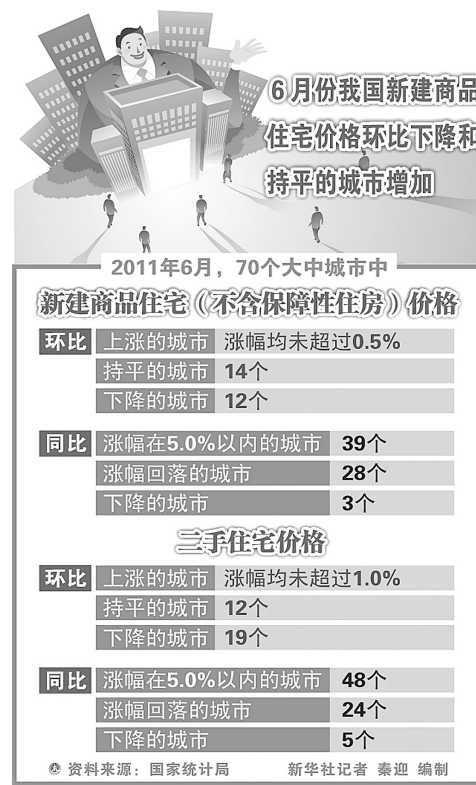 6月份我国新建商品
住宅价格环比下降和
持平的城市增加
2011年6月，70个大中城市中
新建商品住宅（不含保障性住房）价格
环比 上涨的城市 涨幅均未超过0.5%
持平的城市 14个
下降的城市 12个
同比 涨幅在5.0%以内的城市 39个
涨幅回落的城市 28个
下降的城市 3个
二手住宅价格
环比 上涨的城市 涨幅均未超过1.0%
持平的城市 12个
下降的城市 19个
同比 涨幅在5.0%以内的城市 48个
涨幅回落的城市 24个
下降的城市 5个
资料来源：国家统计局 新华社记者 秦迎 编制